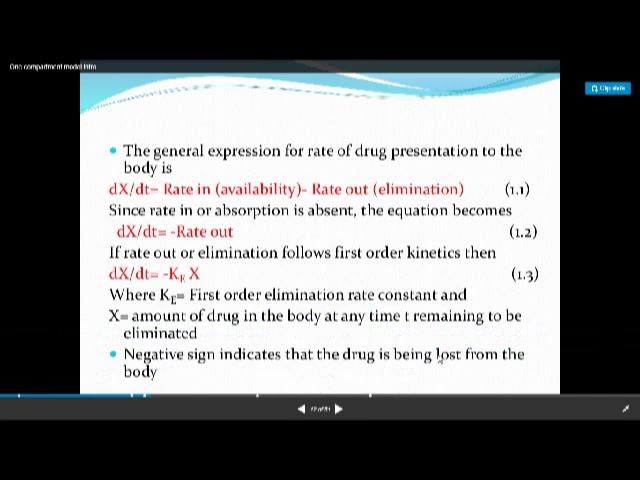 One compartment model
Clip slide
• The general expression for rate of drug presentation to the
body is
dX/dt= Rate in (availability)- Rate out (elimination) (1.1)
Since rate in or absorption is absent, the equation becomes
dX/dt= -Rate out (1.2)
If rate out or elimination follows first order kinetics then
dX/dt= -KE X (1.3)
Where KE= First order elimination rate constant and
X= amount of drug in the body at any time t remaining to be
eliminated
• Negative sign indicates that the drug is being lost from the
body